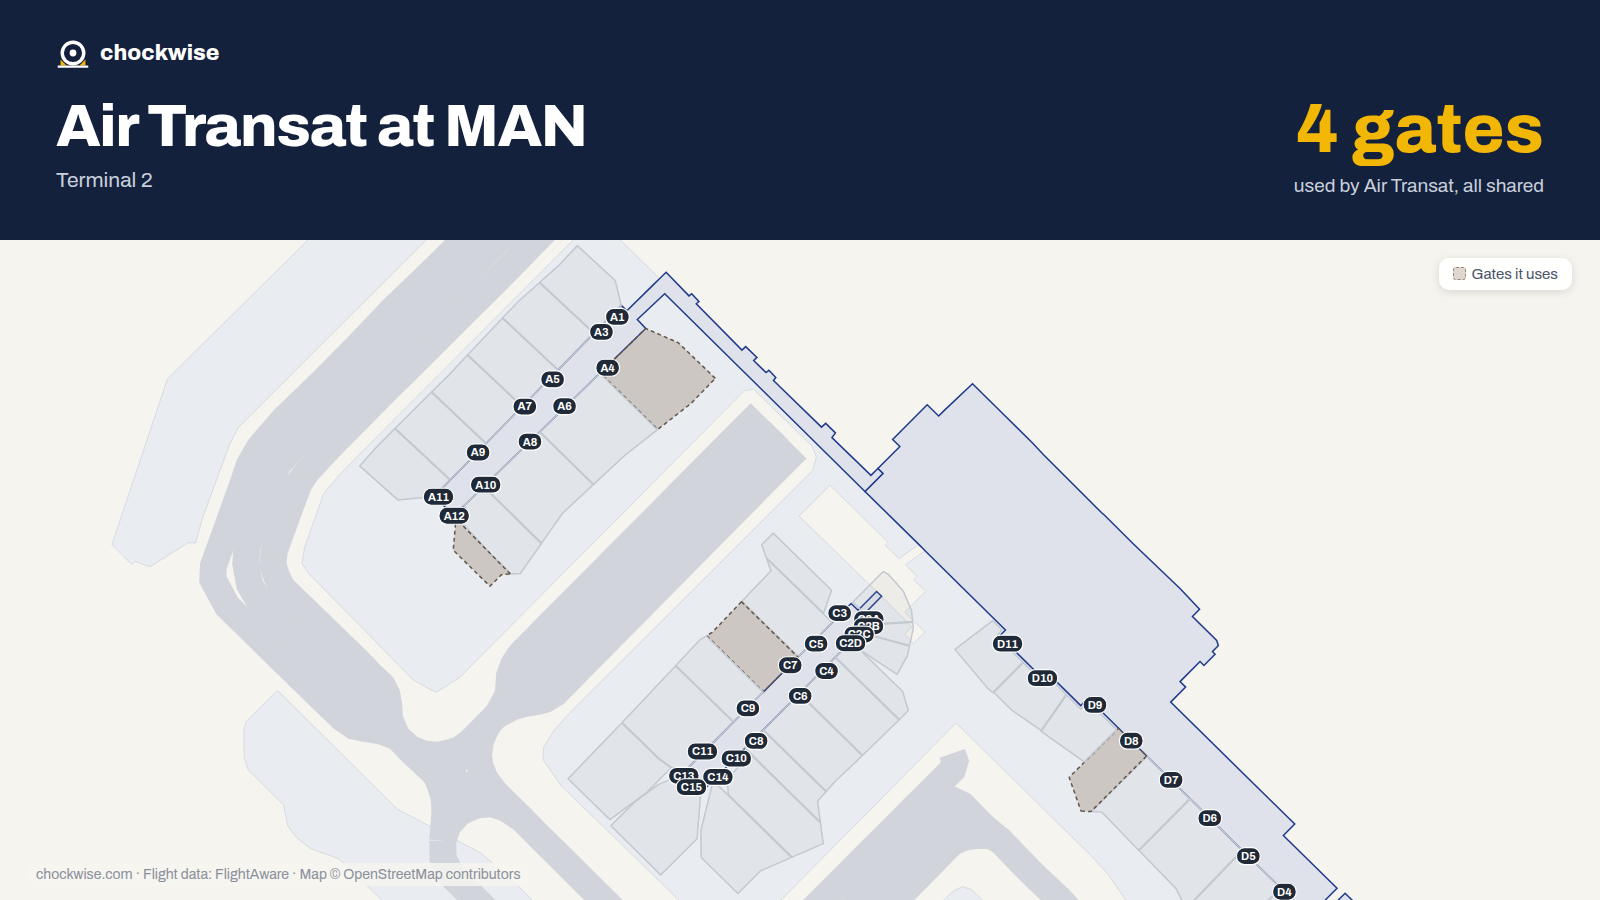 chockwise
Air Transat at MAN
Terminal 2
4 gates
used by Air Transat, all shared
Gates it uses
A1
A3
A4
A5
A7
A6
A8
A9
A10
A11
A12
C3
C2B
C2C
C5
C2D
C7
C4
C6
C9
C8
C11
C10
C13
C14
C15
D11
D10
D9
D8
D7
D6
D5
D4
chockwise.com · Flight data: FlightAware · Map © OpenStreetMap contributors